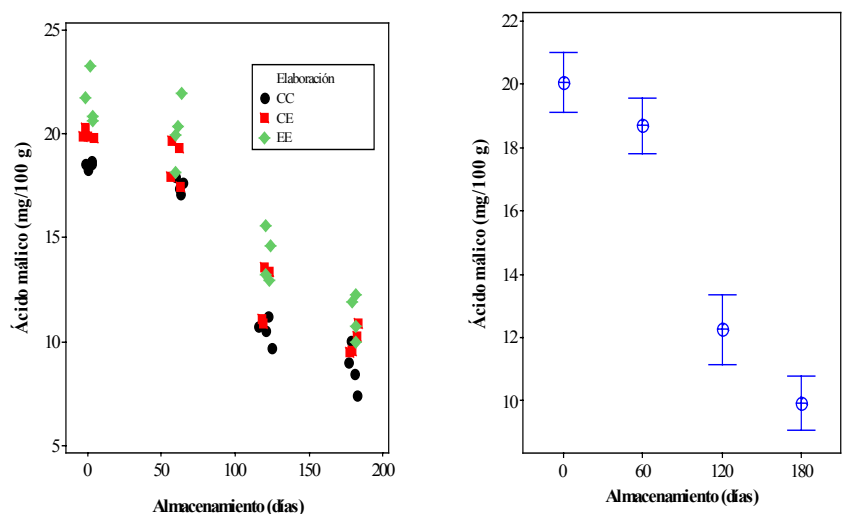 25
20
15
10
5
Ácido málico (mg/100 g)
Elaboración
CC
CE
EE
0 50 100 150 200
Almacenamiento (días)
22
20
18
16
14
12
10
Ácido málico (mg/100 g)
0 60 120 180
Almacenamiento (días)